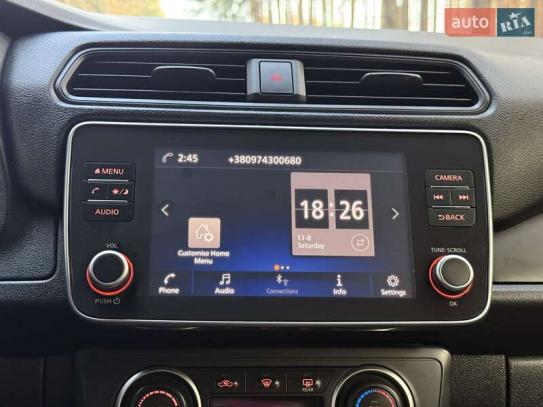 auto RIA
MENU
AUDIO
VOL
PUSH
2:45 +380974300680
Customise Home
Menu
18:26
17-8
Saturday
Phone
Audio
Connections
Info
Settings
CAMERA
BACK
TUNE·SCROLL
OK
REAR